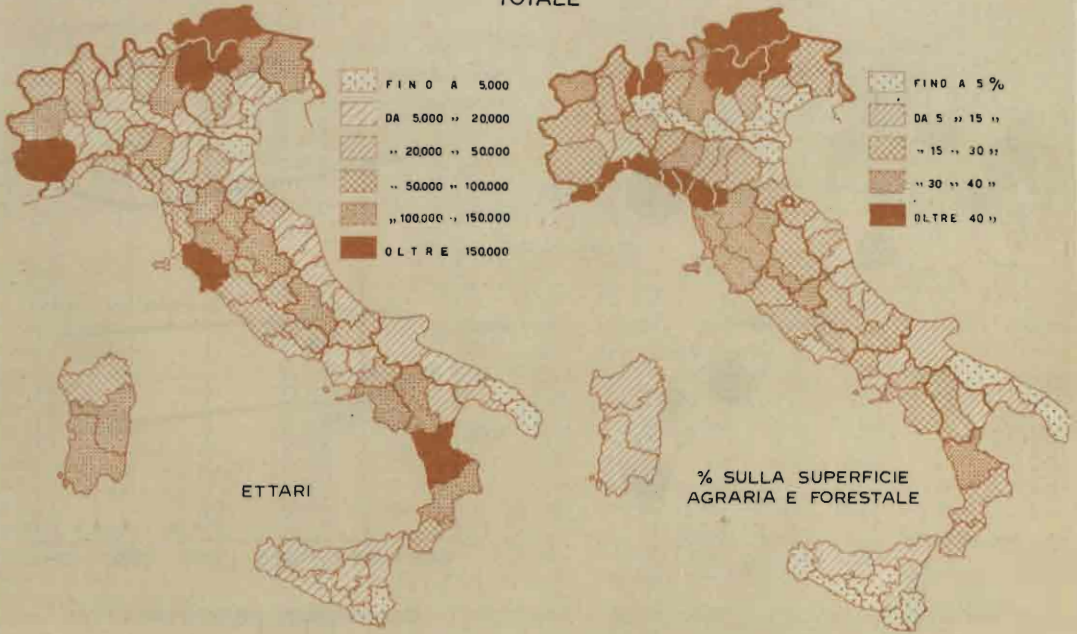 TOTALE
FINO A 5,000
DA 5.000 ,, 20,000
,, 20,000 ,, 50,000
,, 50,000 ,, 100.000
,, 100.000 ,, 150.000
OLTRE 150.000
ETTARI
FINO A 5 %
DA 5 ,, 15 ,,
,, 15 ,, 30 ,,
,, 30 ,, 40 ,,
OLTRE 40 ,,
% SULLA SUPERFICIE
AGRARIA E FORESTALE